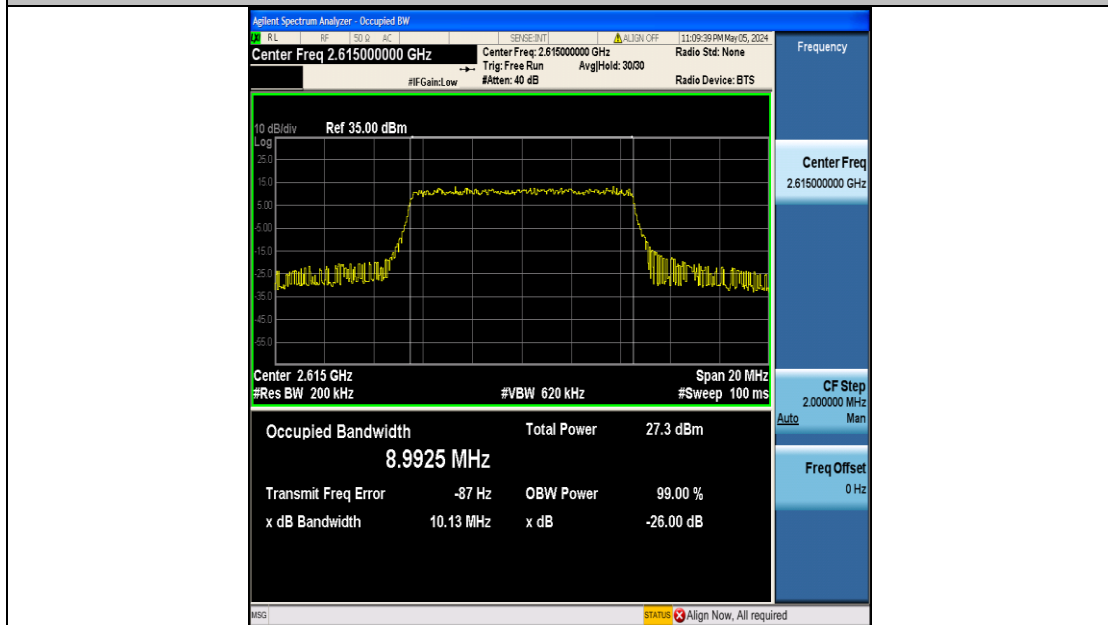 Agilent Spectrum Analyzer - Occupied BW
RL RF 50 Ω AC SENSE:INT ALIGN OFF 11:09:39 PM May 05, 2024
Center Freq 2.615000000 GHz
Center Freq: 2.615000000 GHz Radio Std: None
Trig: Free Run Avg|Hold: 30/30
#IFGain:Low #Atten: 40 dB Radio Device: BTS
10 dB/div Ref 35.00 dBm
Log
25.0
15.0
5.00
-5.00
-15.0
-25.0
-35.0
-45.0
-55.0
Center 2.615 GHz Span 20 MHz
#Res BW 200 kHz #VBW 620 kHz #Sweep 100 ms
Occupied Bandwidth Total Power 27.3 dBm
8.9925 MHz
Transmit Freq Error -87 Hz OBW Power 99.00 %
x dB Bandwidth 10.13 MHz x dB -26.00 dB
MSG STATUS Align Now, All required
Frequency
Center Freq
2.615000000 GHz
CF Step
2.000000 MHz
Auto Man
Freq Offset
0 Hz